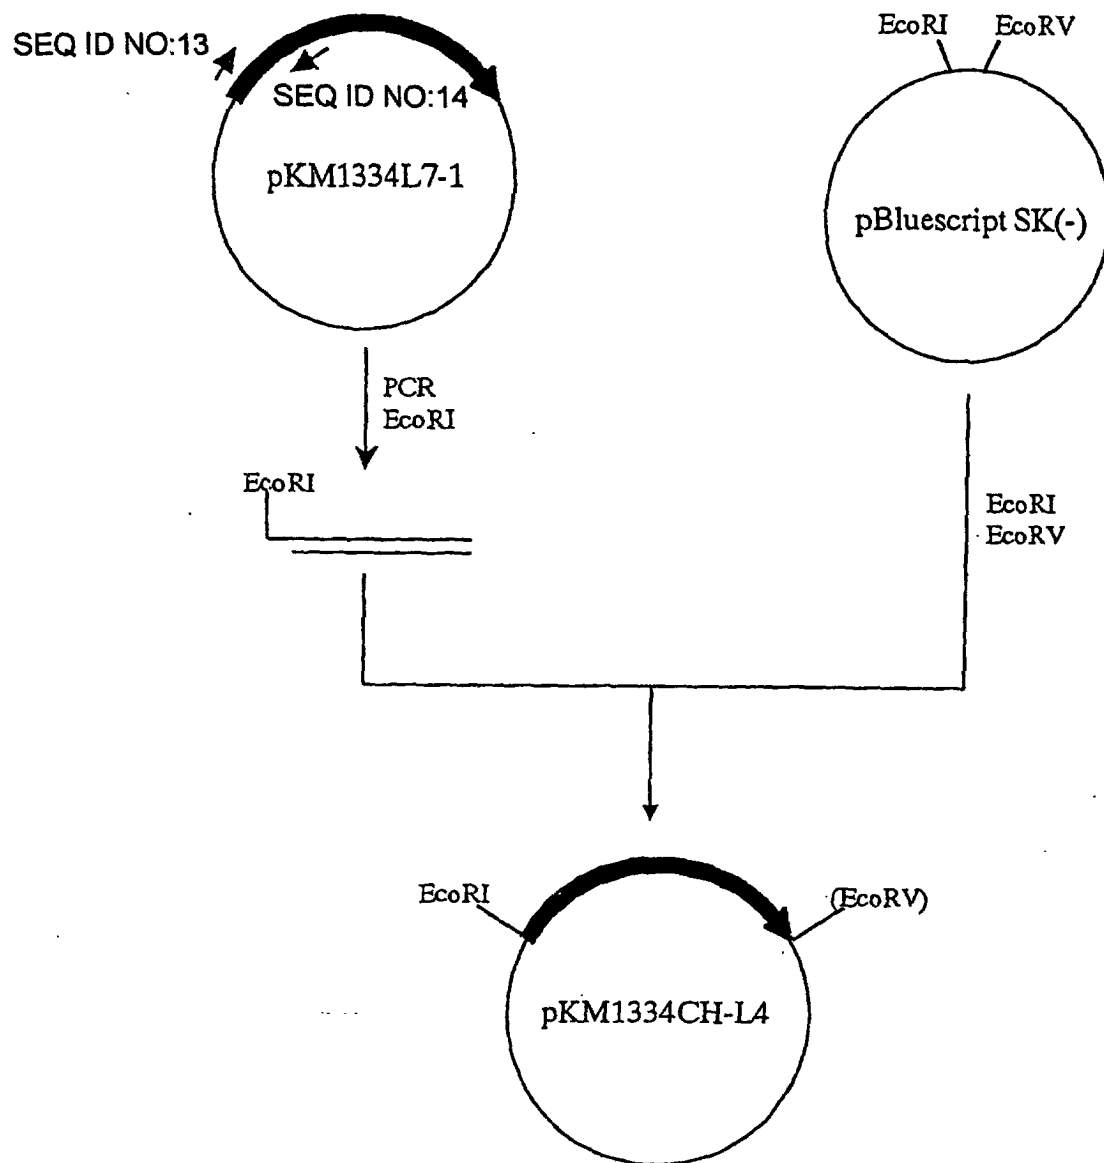 SEQ ID NO:13
SEQ ID NO:14
pKM1334L7-1
EcoRI
EcoRV
pBluescript SK(-)
PCR
EcoRI
EcoRI
EcoRI
EcoRV
EcoRI
(EcoRV)
pKM1334CH-L4